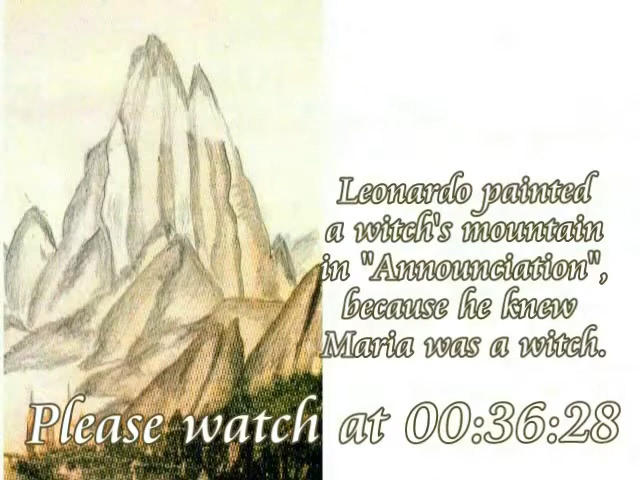 Leonardo painted
a witch's mountain
in "Announciation",
because he knew
Maria was a witch.
Please watch at 00:36:28